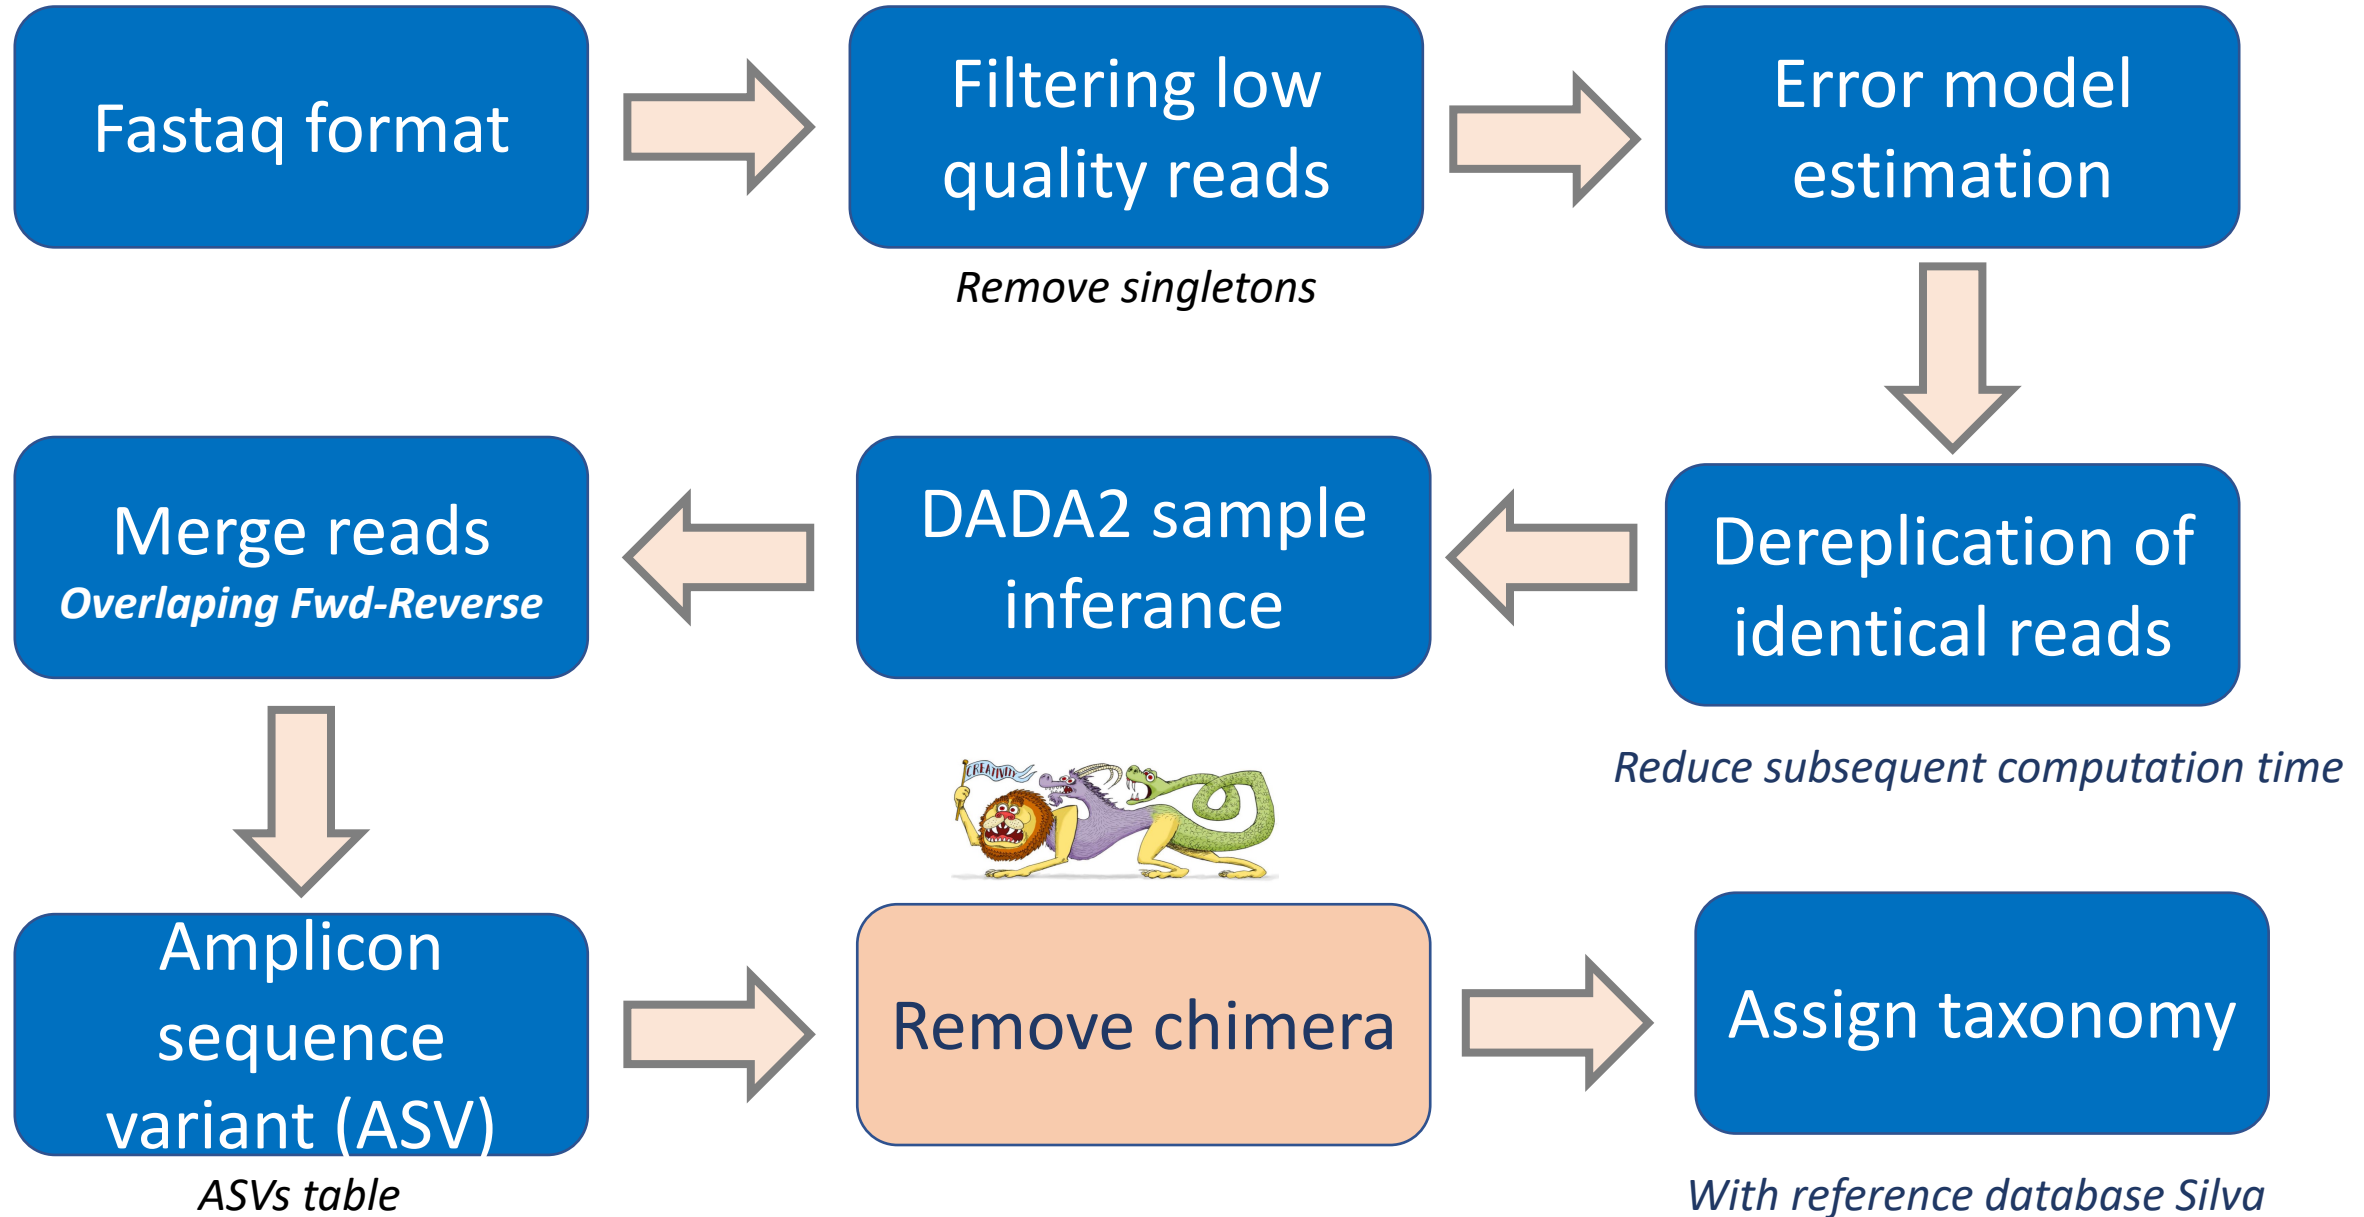 Fastaq format
Filtering low
quality reads
Remove singletons
Error model
estimation
Merge reads
Overlaping Fwd-Reverse
DADA2 sample
inferance
Dereplication of
identical reads
Reduce subsequent computation time
CREATIVITY
Amplicon
sequence
variant (ASV)
ASVs table
Remove chimera
Assign taxonomy
With reference database Silva